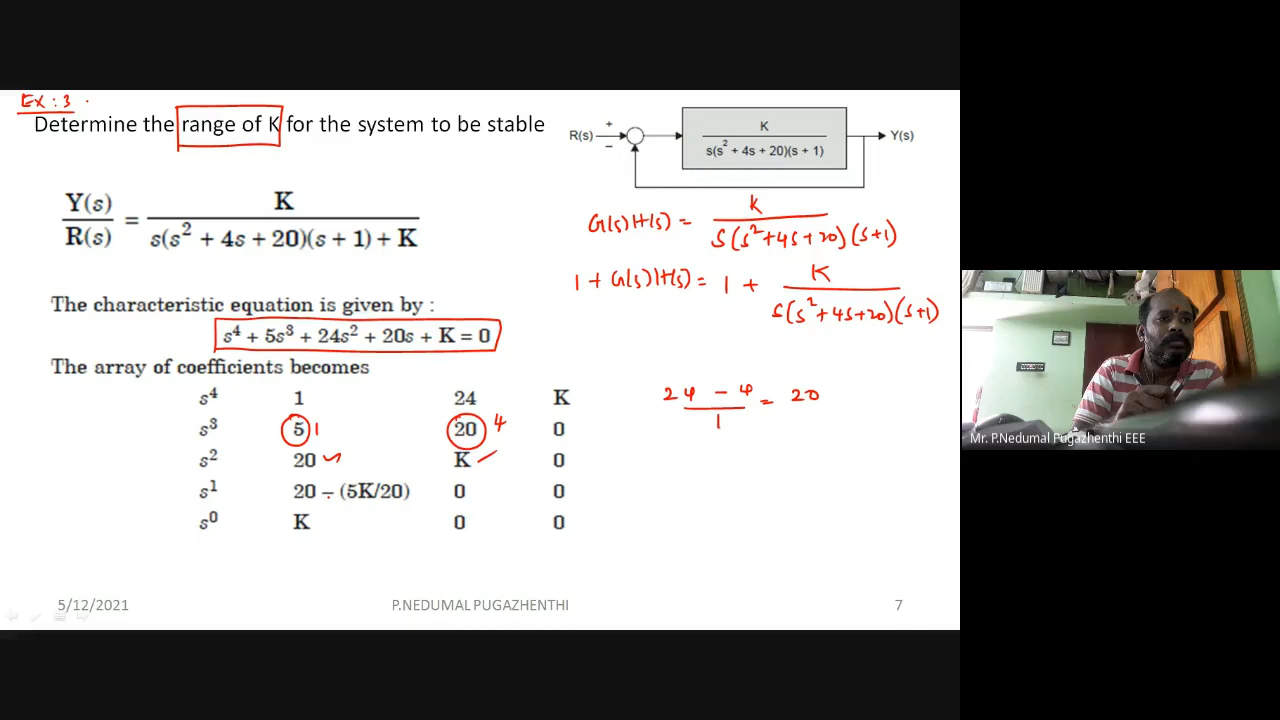 Ex : 3 .
Determine the range of K for the system to be stable
R(s) + − K / s(s² + 4s + 20)(s + 1) Y(s)
Y(s)/R(s) = K / s(s² + 4s + 20)(s + 1) + K
G(s)H(s) = K / s(s²+4s+20)(s+1)
1 + G(s)H(s) = 1 + K / s(s²+4s+20)(s+1)
The characteristic equation is given by :
s⁴ + 5s³ + 24s² + 20s + K = 0
The array of coefficients becomes
s⁴ 1 24 K
s³ 5 1 20 4 0
s² 20 K 0
s¹ 20 − (5K/20) 0 0
s⁰ K 0 0
24 − 4 / 1 = 20
5/12/2021 P.NEDUMAL PUGAZHENTHI 7
Mr. P.Nedumal Pugazhenthi EEE